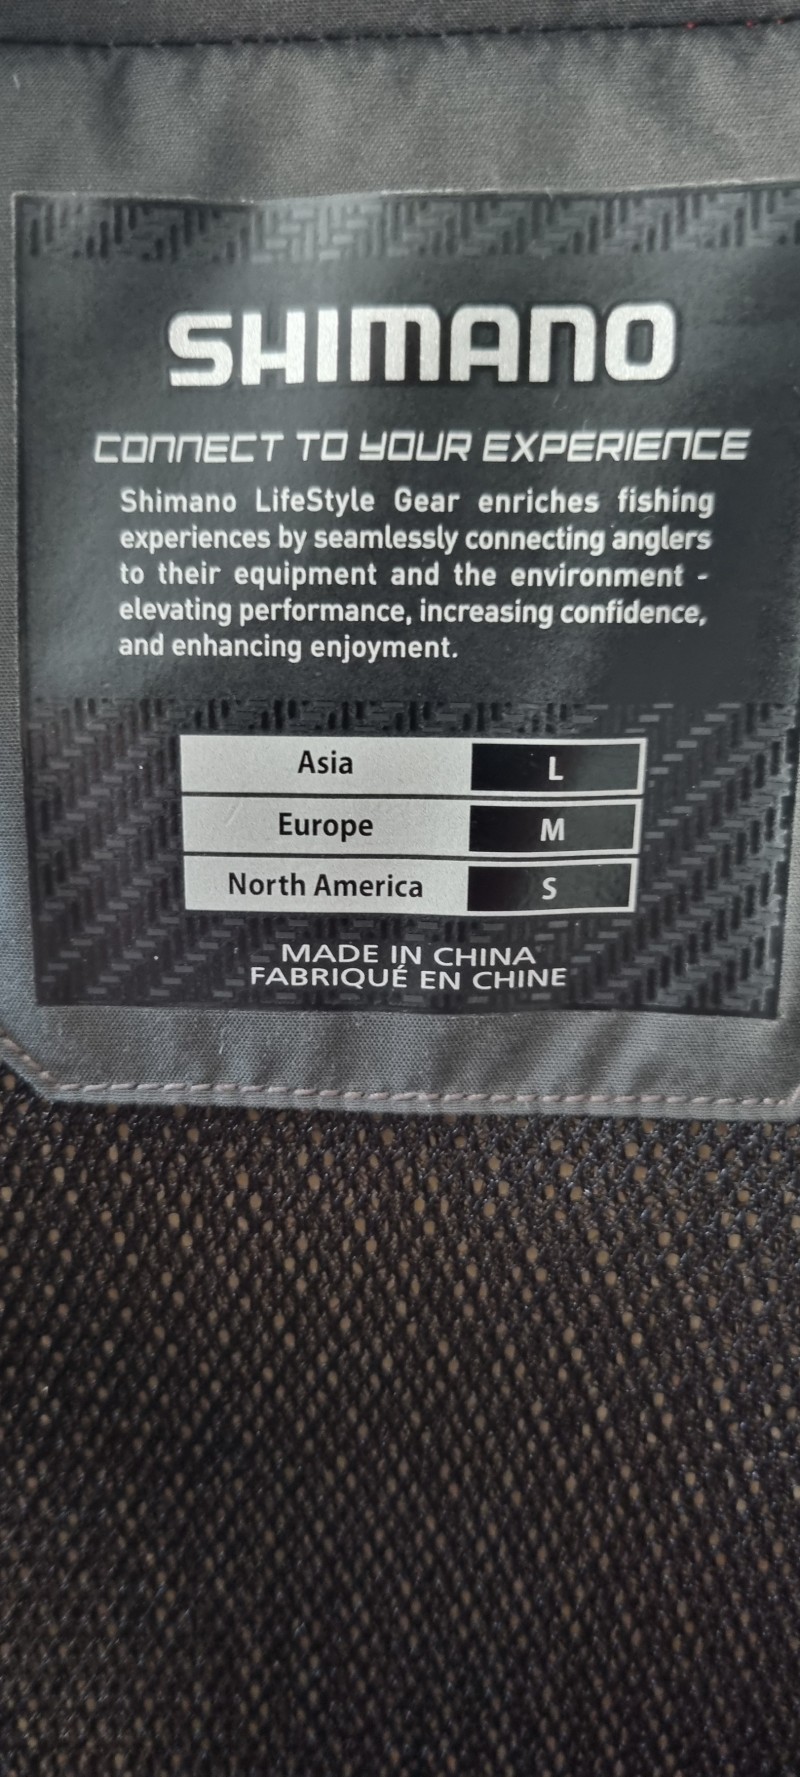 SHIMANO
CONNECT TO YOUR EXPERIENCE
Shimano LifeStyle Gear enriches fishing
experiences by seamlessly connecting anglers
to their equipment and the environment -
elevating performance, increasing confidence,
and enhancing enjoyment.
Asia L
Europe M
North America S
MADE IN CHINA
FABRIQUÉ EN CHINE